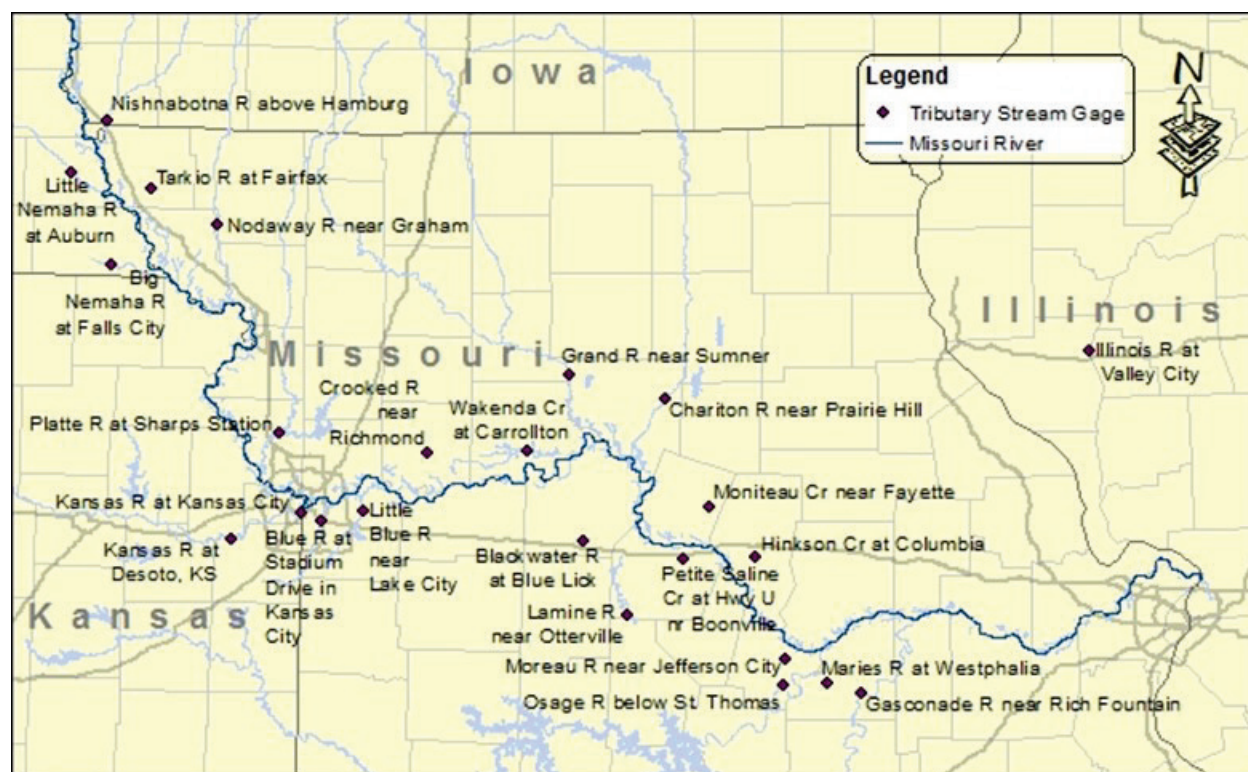 Iowa
Legend
Tributary Stream Gage
Missouri River
N
Nishnabotna R above Hamburg
Little
Nemaha R
at Auburn
Tarkio R at Fairfax
Nodaway R near Graham
Big
Nemaha R
at Falls City
Illinois
Missouri
Grand R near Sumner
Illinois R at
Valley City
Crooked R
near
Richmond
Wakenda Cr
at Carrollton
Chariton R near Prairie Hill
Platte R at Sharps Station
Kansas R at Kansas City
Moniteau Cr near Fayette
Kansas R at
Desoto, KS
Blue R at
Stadium
Drive in
Kansas
City
Little
Blue R
near
Lake City
Blackwater R
at Blue Lick
Hinkson Cr at Columbia
Petite Saline
Cr at Hwy U
nr Boonville
Kansas
Lamine R
near Otterville
Moreau R near Jefferson City
Maries R at Westphalia
Osage R below St. Thomas
Gasconade R near Rich Fountain